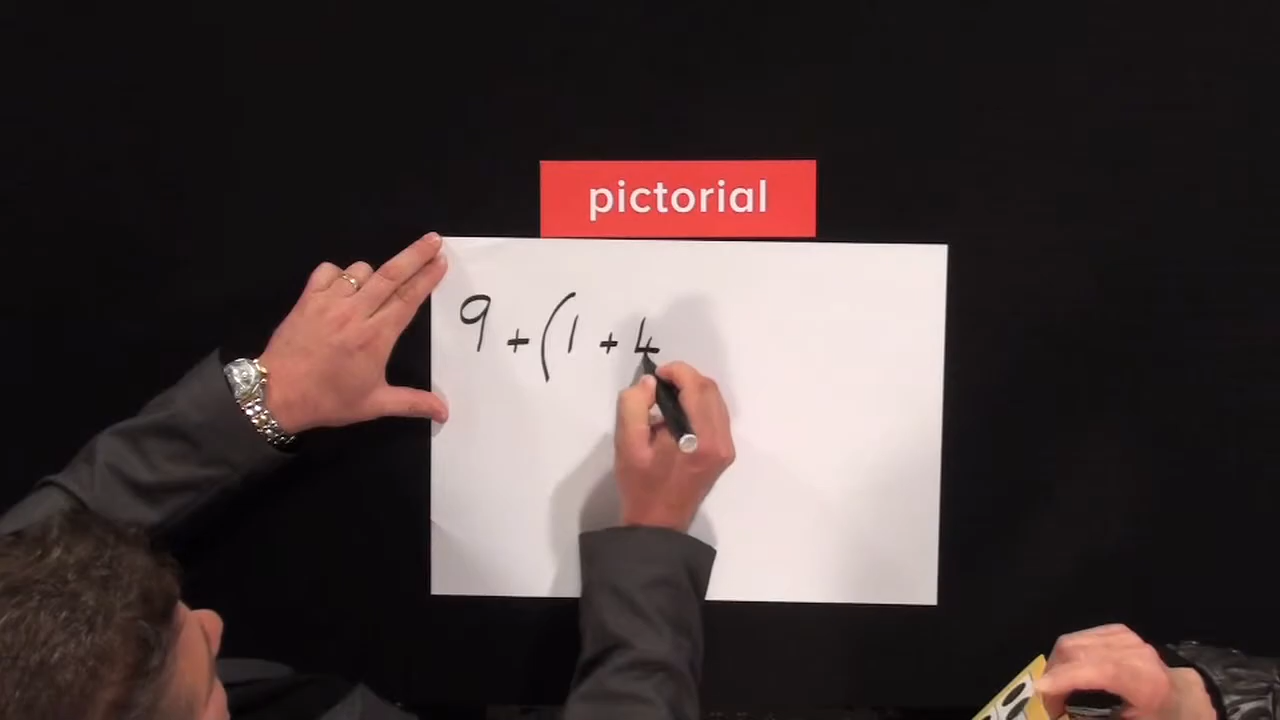 pictorial
9 + (1 + 4